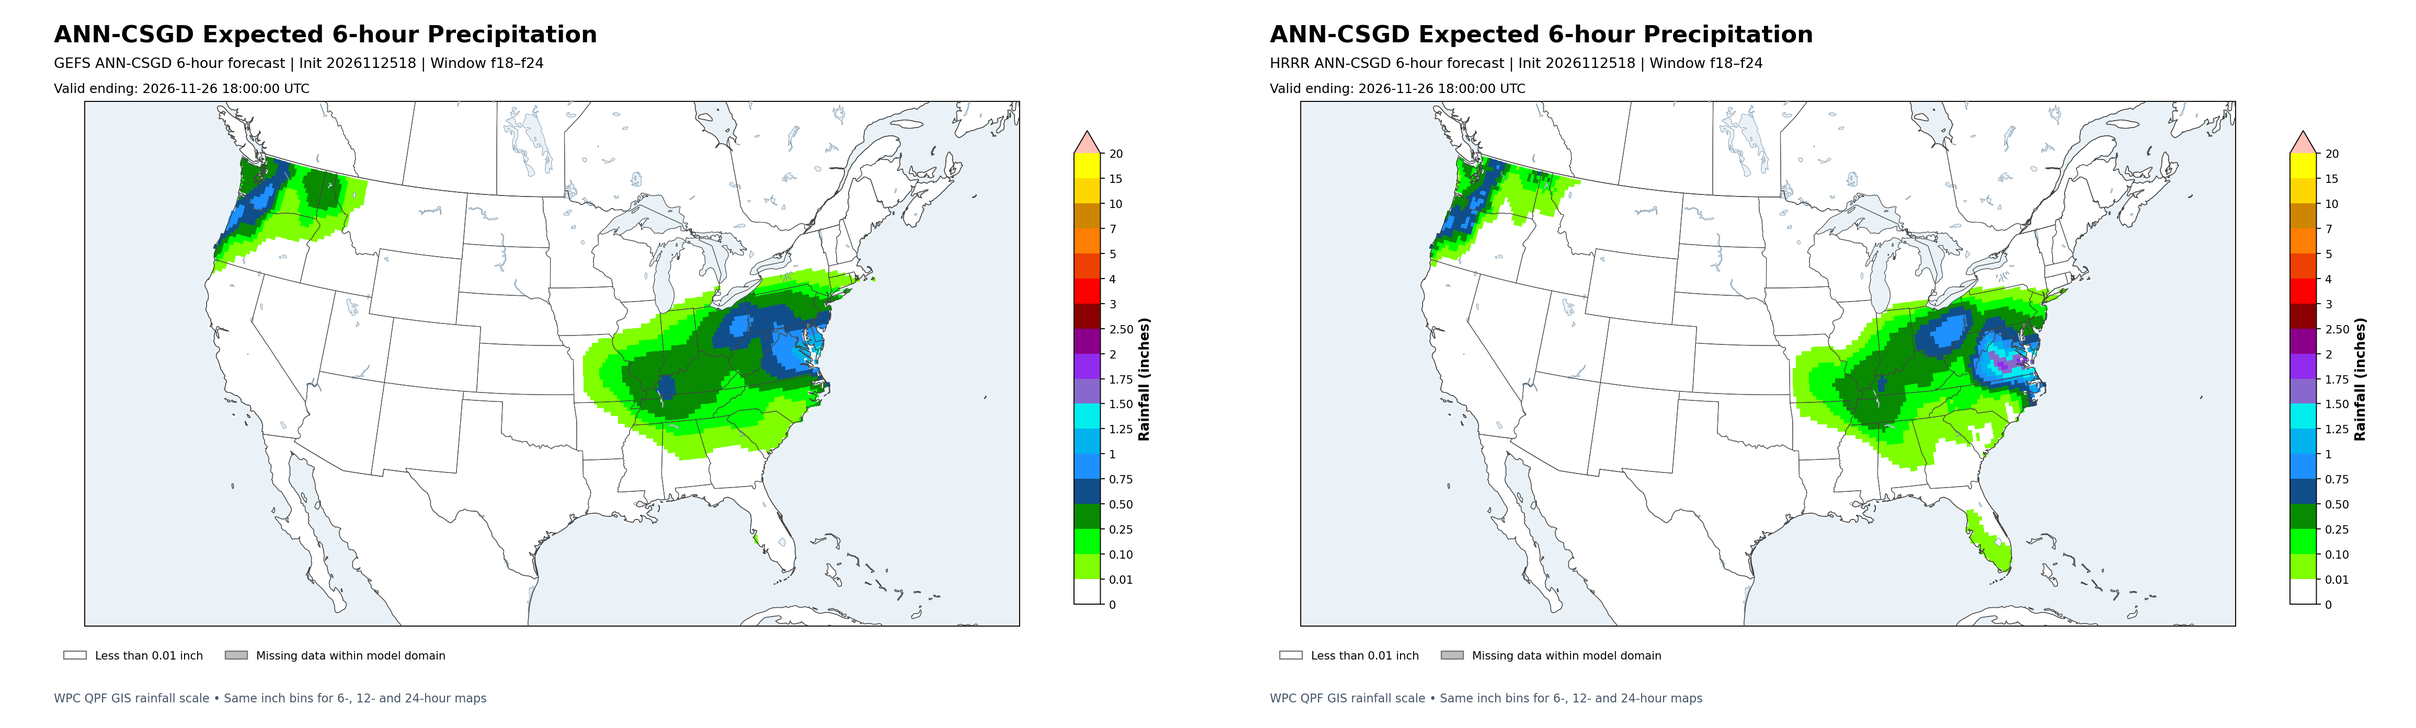 ANN-CSGD Expected 6-hour Precipitation
GEFS ANN-CSGD 6-hour forecast | Init 2026112518 | Window f18–f24
Valid ending: 2026-11-26 18:00:00 UTC
20
15
10
7
5
4
3
2.50
2
1.75
1.50
1.25
1
0.75
0.50
0.25
0.10
0.01
0
Rainfall (inches)
Less than 0.01 inch
Missing data within model domain
WPC QPF GIS rainfall scale • Same inch bins for 6-, 12- and 24-hour maps
ANN-CSGD Expected 6-hour Precipitation
HRRR ANN-CSGD 6-hour forecast | Init 2026112518 | Window f18–f24
Valid ending: 2026-11-26 18:00:00 UTC
20
15
10
7
5
4
3
2.50
2
1.75
1.50
1.25
1
0.75
0.50
0.25
0.10
0.01
0
Rainfall (inches)
Less than 0.01 inch
Missing data within model domain
WPC QPF GIS rainfall scale • Same inch bins for 6-, 12- and 24-hour maps